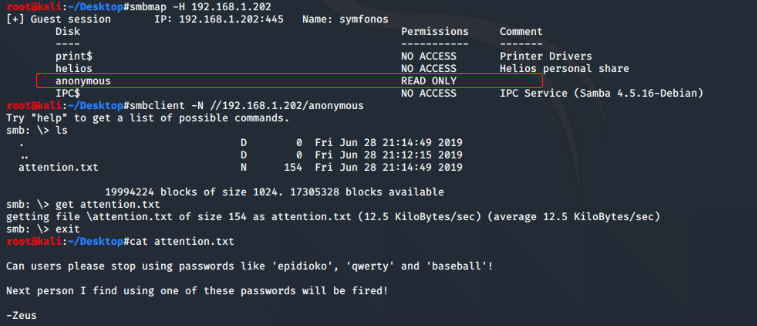 root@kali:~/Desktop#smbmap -H 192.168.1.202
[+] Guest session IP: 192.168.1.202:445 Name: symfonos
Disk Permissions Comment
---- ----------- -------
print$ NO ACCESS Printer Drivers
helios NO ACCESS Helios personal share
anonymous READ ONLY
IPC$ NO ACCESS IPC Service (Samba 4.5.16-Debian)
root@kali:~/Desktop#smbclient -N //192.168.1.202/anonymous
Try "help" to get a list of possible commands.
smb: \> ls
. D 0 Fri Jun 28 21:14:49 2019
.. D 0 Fri Jun 28 21:12:15 2019
attention.txt N 154 Fri Jun 28 21:14:49 2019
19994224 blocks of size 1024. 17305328 blocks available
smb: \> get attention.txt
getting file \attention.txt of size 154 as attention.txt (12.5 KiloBytes/sec) (average 12.5 KiloBytes/sec)
smb: \> exit
root@kali:~/Desktop#cat attention.txt
Can users please stop using passwords like 'epidioko', 'qwerty' and 'baseball'!
Next person I find using one of these passwords will be fired!
-Zeus